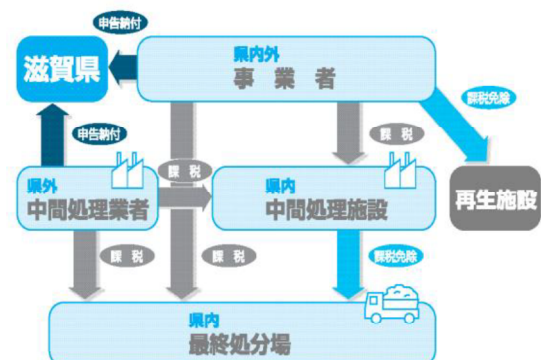 申告納付
滋賀県
県内外
事業者
課税免除
申告納付
課税
課税
県外
中間処理業者
県内
中間処理施設
再生施設
課税
課税
課税免除
県内
最終処分場